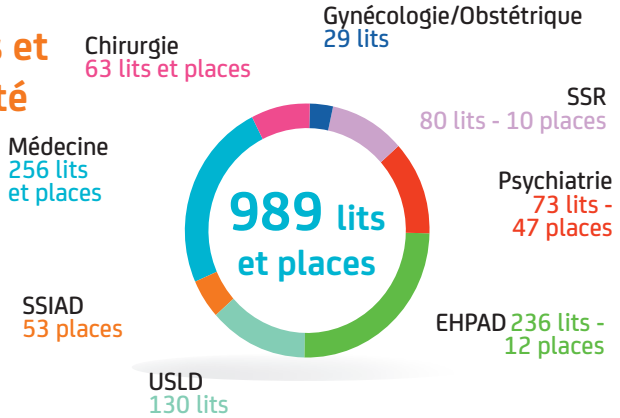 s et
té
Chirurgie
63 lits et places
Gynécologie/Obstétrique
29 lits
SSR
80 lits - 10 places
Médecine
256 lits
et places
Psychiatrie
73 lits -
47 places
989 lits
et places
SSIAD
53 places
EHPAD 236 lits -
12 places
USLD
130 lits